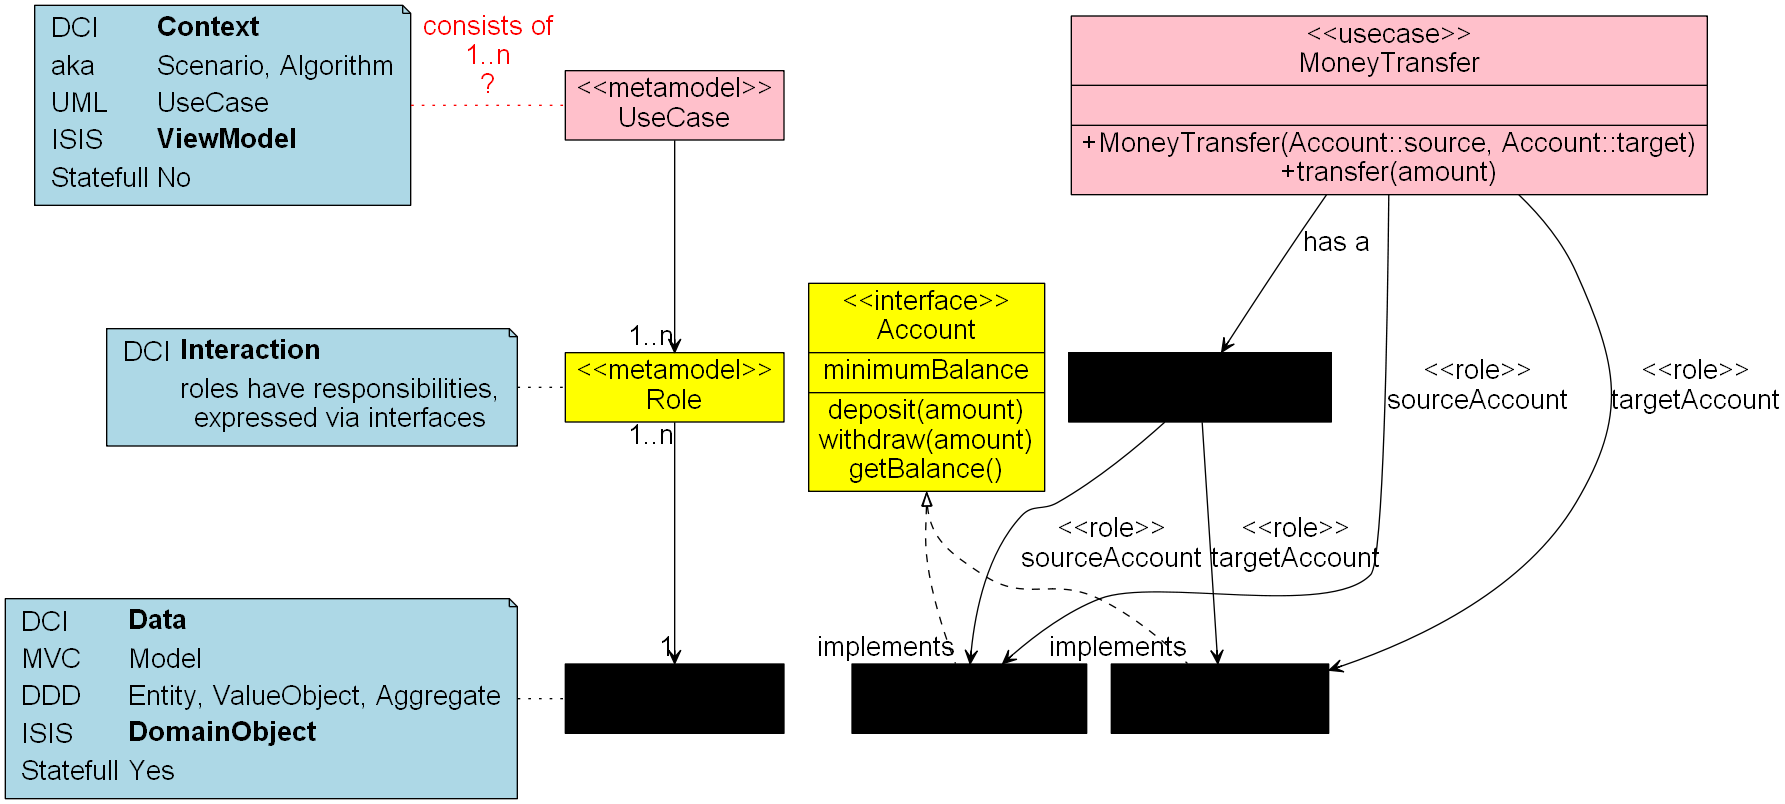 DCI Context
aka Scenario, Algorithm
UML UseCase
ISIS ViewModel
Statefull No
consists of
1..n
?
<<metamodel>>
UseCase
<<usecase>>
MoneyTransfer
+MoneyTransfer(Account::source, Account::target)
+transfer(amount)
has a
1..n
DCI Interaction
roles have responsibilities,
expressed via interfaces
<<metamodel>>
Role
1..n
<<interface>>
Account
minimumBalance
deposit(amount)
withdraw(amount)
getBalance()
<<role>>
sourceAccount
<<role>>
targetAccount
<<role>>
sourceAccount
<<role>>
targetAccount
1
implements
implements
DCI Data
MVC Model
DDD Entity, ValueObject, Aggregate
ISIS DomainObject
Statefull Yes